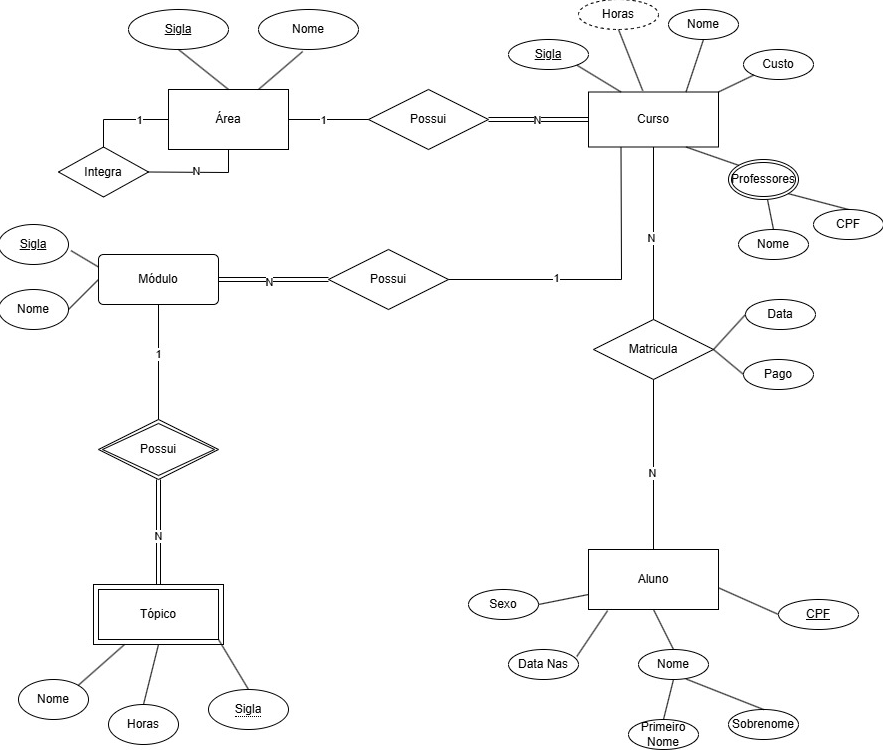 Horas
Sigla
Nome
Nome
Sigla
Custo
Área
1
1
Possui
N
Curso
Integra
N
Professores
CPF
Sigla
N
Nome
Módulo
N
Possui
1
Nome
Data
1
Matricula
Pago
Possui
N
N
Aluno
Sexo
Tópico
CPF
Data Nas
Nome
Nome
Sigla
Horas
Primeiro
Nome
Sobrenome